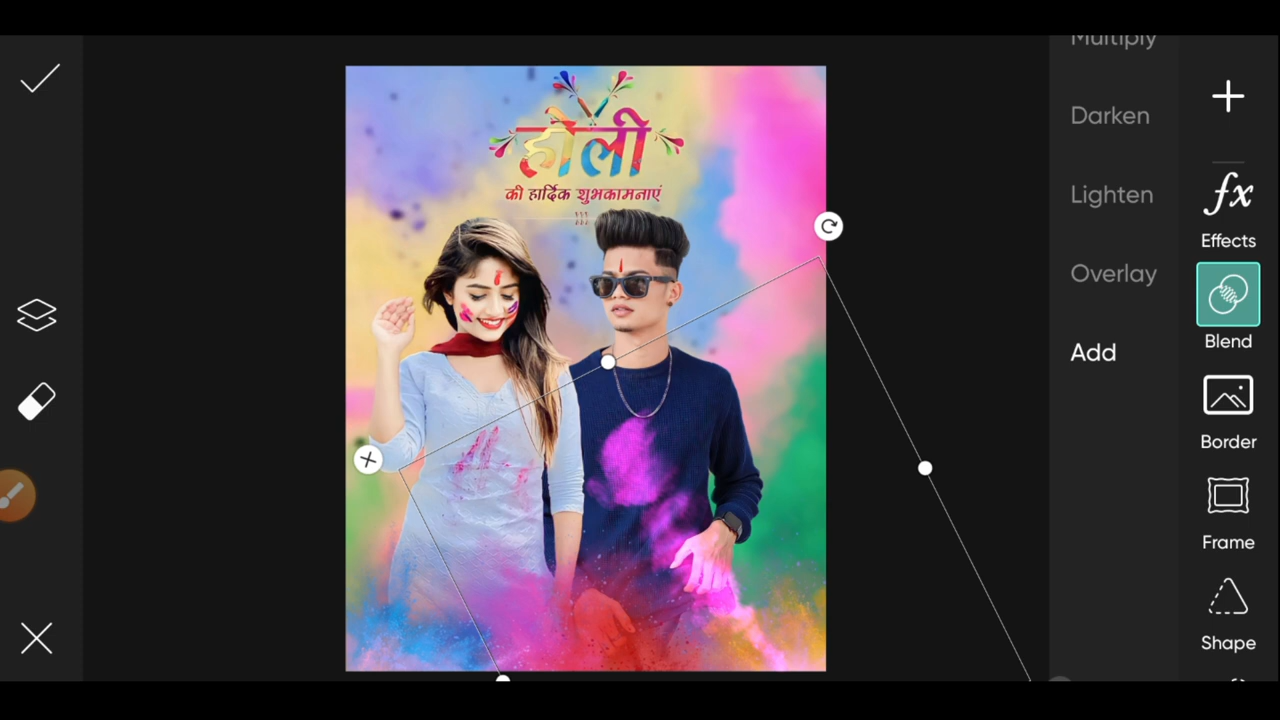 Multiply
Darken
Lighten
Overlay
Add
Effects
Blend
Border
Frame
Shape
होली
की हार्दिक शुभकामनाएं